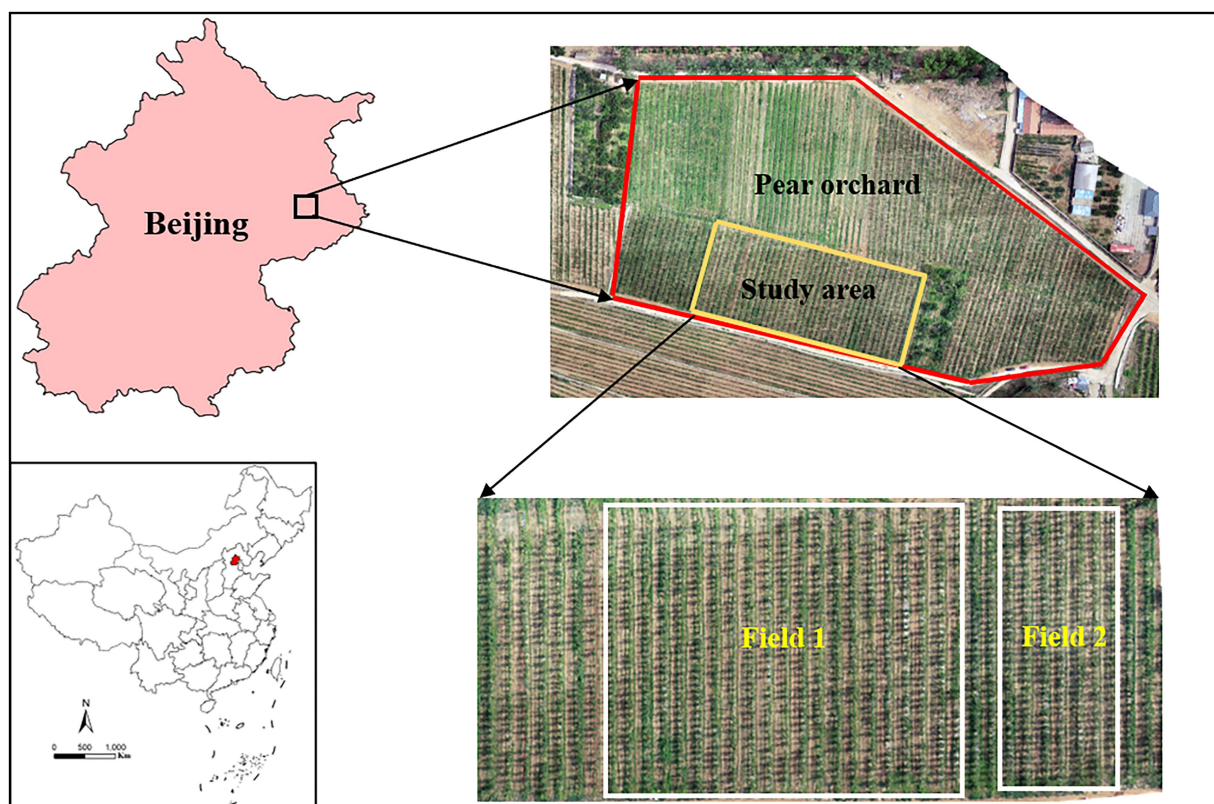 Beijing
Pear orchard
Study area
Field 1
Field 2
N
0 500 1,000
Km